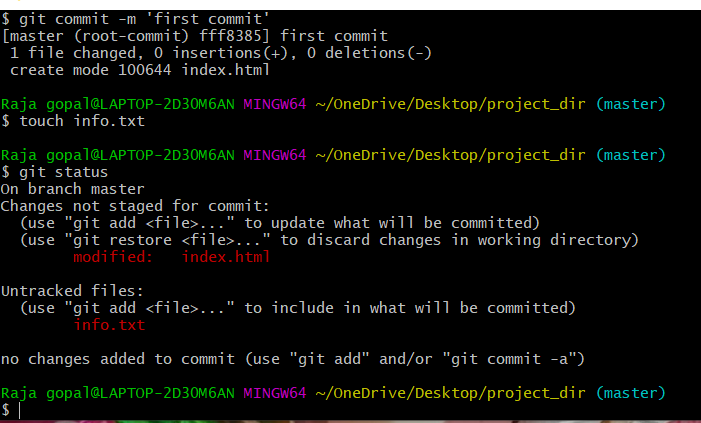 $ git commit -m 'first commit'
[master (root-commit) fff8385] first commit
 1 file changed, 0 insertions(+), 0 deletions(-)
 create mode 100644 index.html

Raja gopal@LAPTOP-2D3OM6AN MINGW64 ~/OneDrive/Desktop/project_dir (master)
$ touch info.txt

Raja gopal@LAPTOP-2D3OM6AN MINGW64 ~/OneDrive/Desktop/project_dir (master)
$ git status
On branch master
Changes not staged for commit:
  (use "git add <file>..." to update what will be committed)
  (use "git restore <file>..." to discard changes in working directory)
        modified:   index.html

Untracked files:
  (use "git add <file>..." to include in what will be committed)
        info.txt

no changes added to commit (use "git add" and/or "git commit -a")

Raja gopal@LAPTOP-2D3OM6AN MINGW64 ~/OneDrive/Desktop/project_dir (master)
$